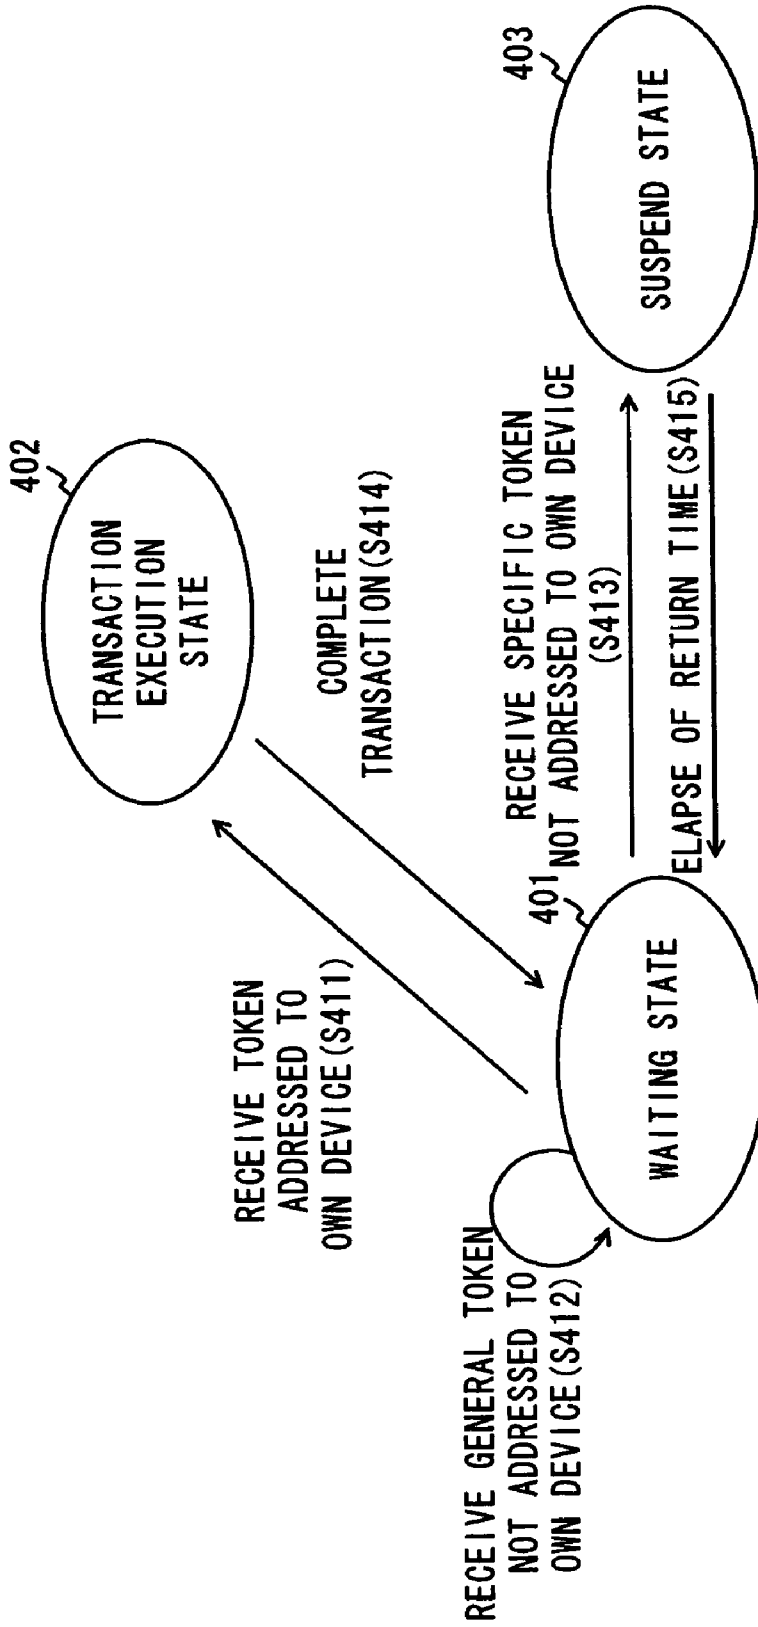 402
TRANSACTION
EXECUTION
STATE
RECEIVE TOKEN
ADDRESSED TO
OWN DEVICE(S411)
COMPLETE
TRANSACTION(S414)
RECEIVE GENERAL TOKEN
NOT ADDRESSED TO
OWN DEVICE(S412)
401
WAITING STATE
RECEIVE SPECIFIC TOKEN
NOT ADDRESSED TO OWN DEVICE
(S413)
ELAPSE OF RETURN TIME(S415)
403
SUSPEND STATE